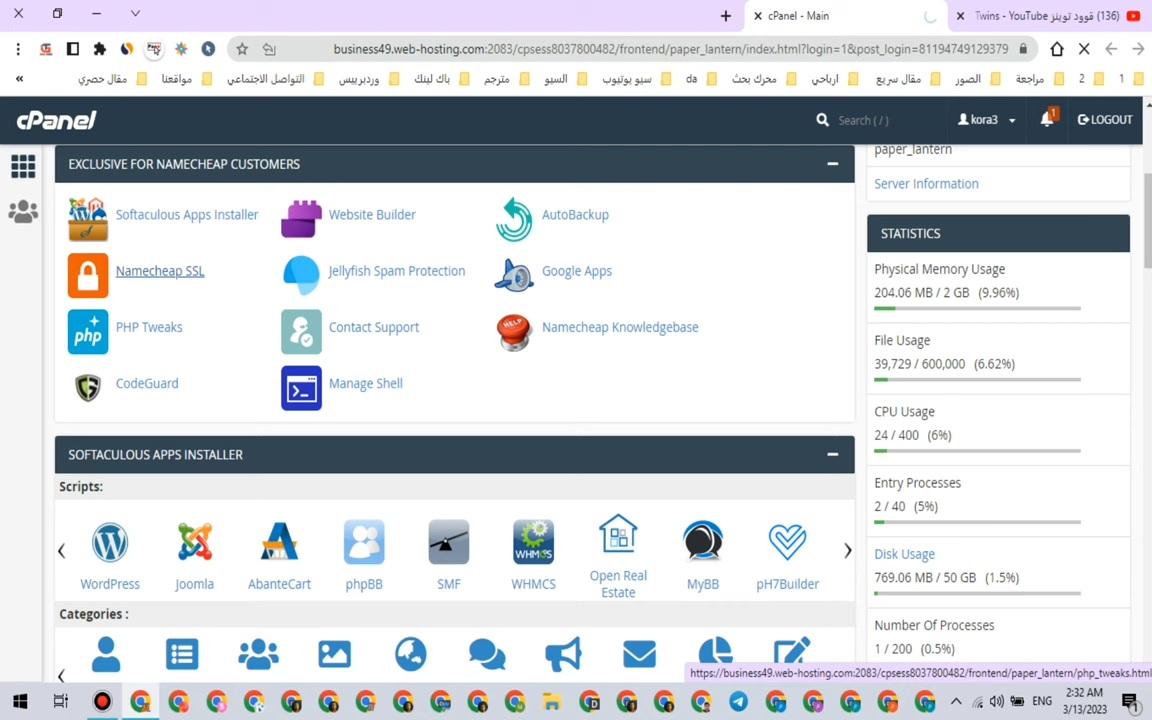 cPanel - Main
(136) قوود توينز Twins - YouTube
business49.web-hosting.com:2083/cpsess8037800482/frontend/paper_lantern/index.html?login=1&post_login=81194749129379
1
2
مراجعة
الصور
مقال سريع
ارباحي
محرك بحث
da
سيو يوتيوب
السيو
مترجم
باك لينك
وردبرييس
التواصل الاجتماعي
مواقعنا
مقال حصري
«
cPanel
Search ( / )
kora3
1
LOGOUT
EXCLUSIVE FOR NAMECHEAP CUSTOMERS
Softaculous Apps Installer
Website Builder
AutoBackup
Namecheap SSL
Jellyfish Spam Protection
Google Apps
PHP Tweaks
Contact Support
HELP
Namecheap Knowledgebase
CodeGuard
Manage Shell
SOFTACULOUS APPS INSTALLER
Scripts:
WordPress
Joomla
AbanteCart
phpBB
SMF
WHMCS
WHMCS
Open Real
Estate
MyBB
pH7Builder
Categories :
paper_lantern
Server Information
STATISTICS
Physical Memory Usage
204.06 MB / 2 GB (9.96%)
File Usage
39,729 / 600,000 (6.62%)
CPU Usage
24 / 400 (6%)
Entry Processes
2 / 40 (5%)
Disk Usage
769.06 MB / 50 GB (1.5%)
Number Of Processes
1 / 200 (0.5%)
https://business49.web-hosting.com:2083/cpsess8037800482/frontend/paper_lantern/php_tweaks.html
ENG
2:32 AM
3/13/2023
1